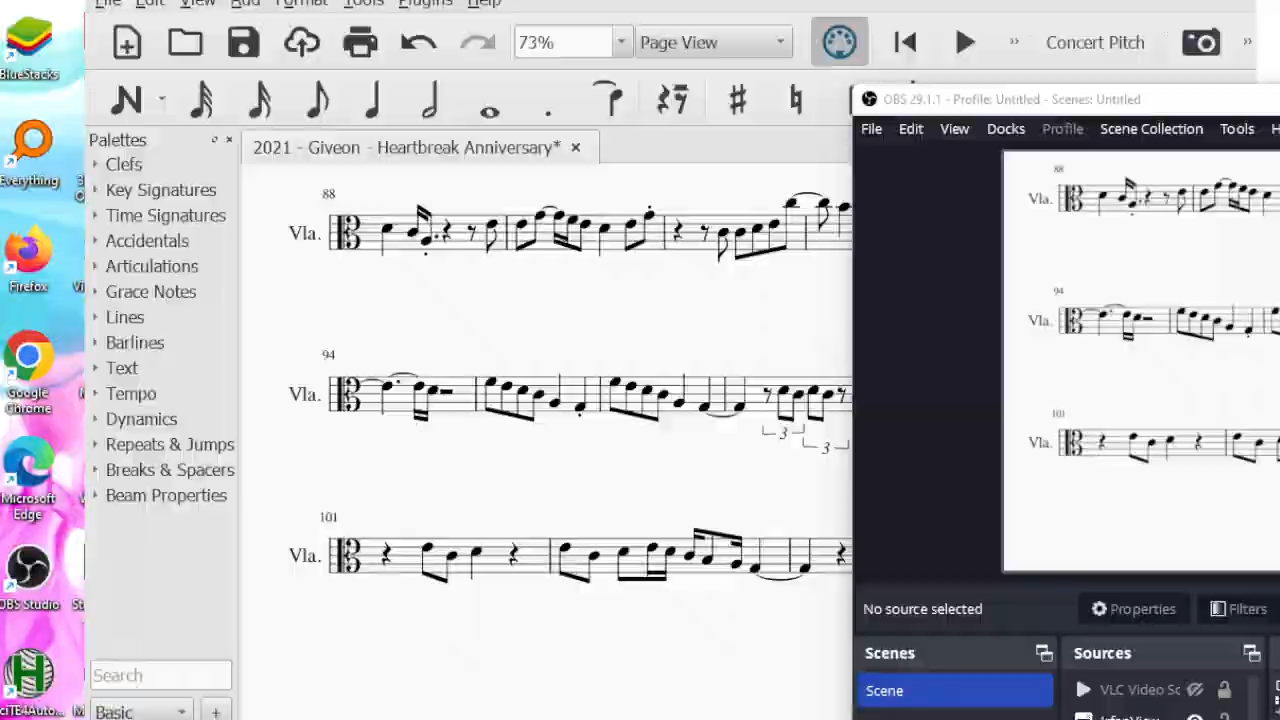 File Edit View Add Format Tools Plugins Help
73% Page View Concert Pitch
BlueStacks
Everything
Firefox
Google
Chrome
Microsoft
Edge
OBS Studio
Palettes
Clefs
Key Signatures
Time Signatures
Accidentals
Articulations
Grace Notes
Lines
Barlines
Text
Tempo
Dynamics
Repeats & Jumps
Breaks & Spacers
Beam Properties
Search
Basic
2021 - Giveon - Heartbreak Anniversary*
88
Vla.
94
Vla.
3
3
101
Vla.
OBS 29.1.1 - Profile: Untitled - Scenes: Untitled
File Edit View Docks Profile Scene Collection Tools H
88
Vla.
94
Vla.
101
Vla.
No source selected
Properties Filters
Scenes
Sources
Scene
VLC Video Sc